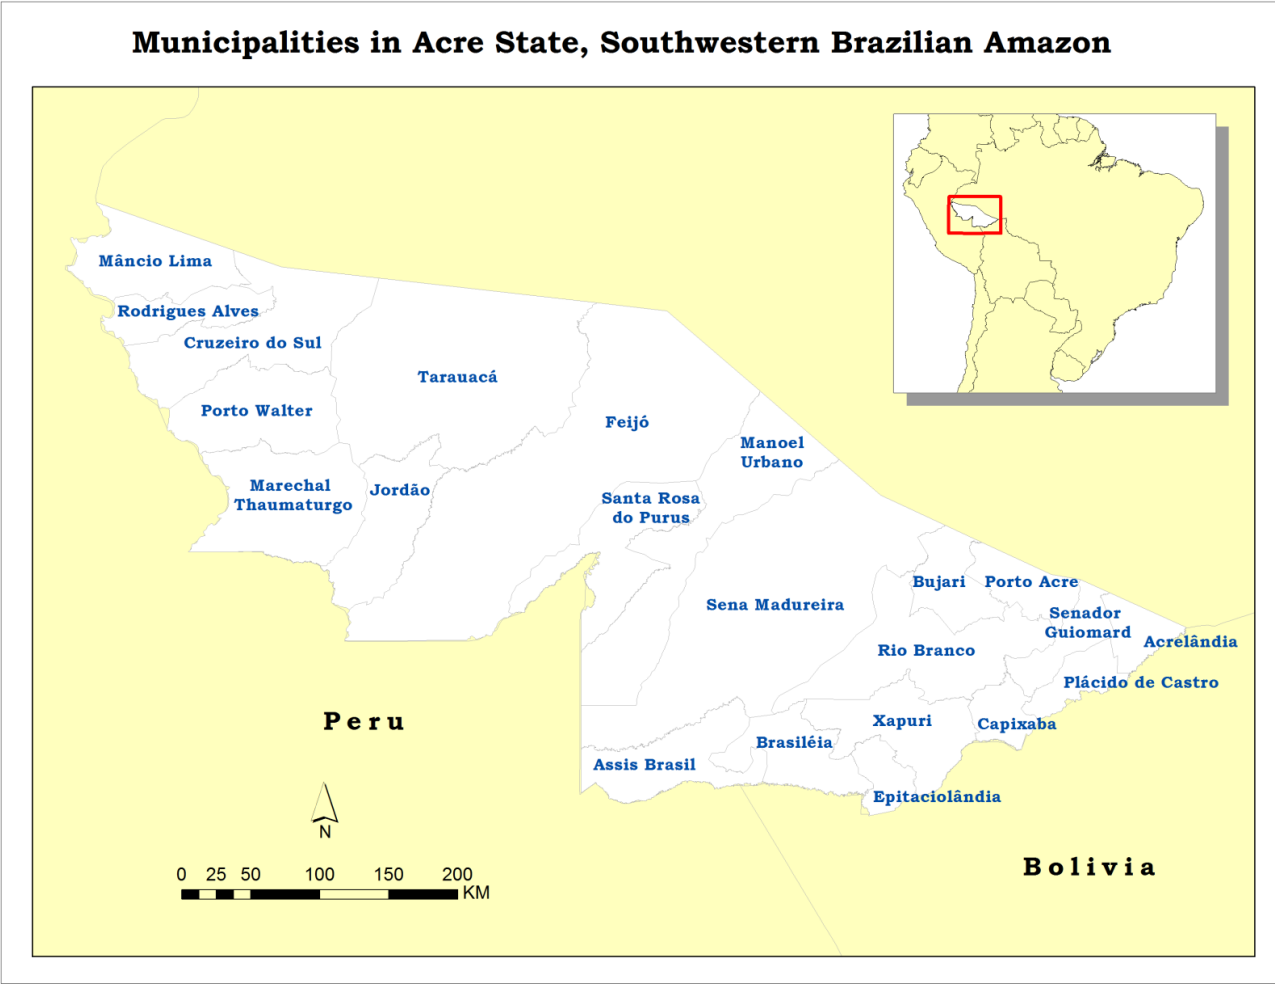 Municipalities in Acre State, Southwestern Brazilian Amazon
Mâncio Lima
Rodrigues Alves
Cruzeiro do Sul
Tarauacá
Porto Walter
Feijó
Manoel
Urbano
Marechal
Thaumaturgo
Jordão
Santa Rosa
do Purus
Bujari
Porto Acre
Sena Madureira
Senador
Guiomard
Acrelândia
Rio Branco
Plácido de Castro
Xapuri
Capixaba
Brasiléia
Assis Brasil
Epitaciolândia
Peru
Bolivia
N
0 25 50 100 150 200
KM